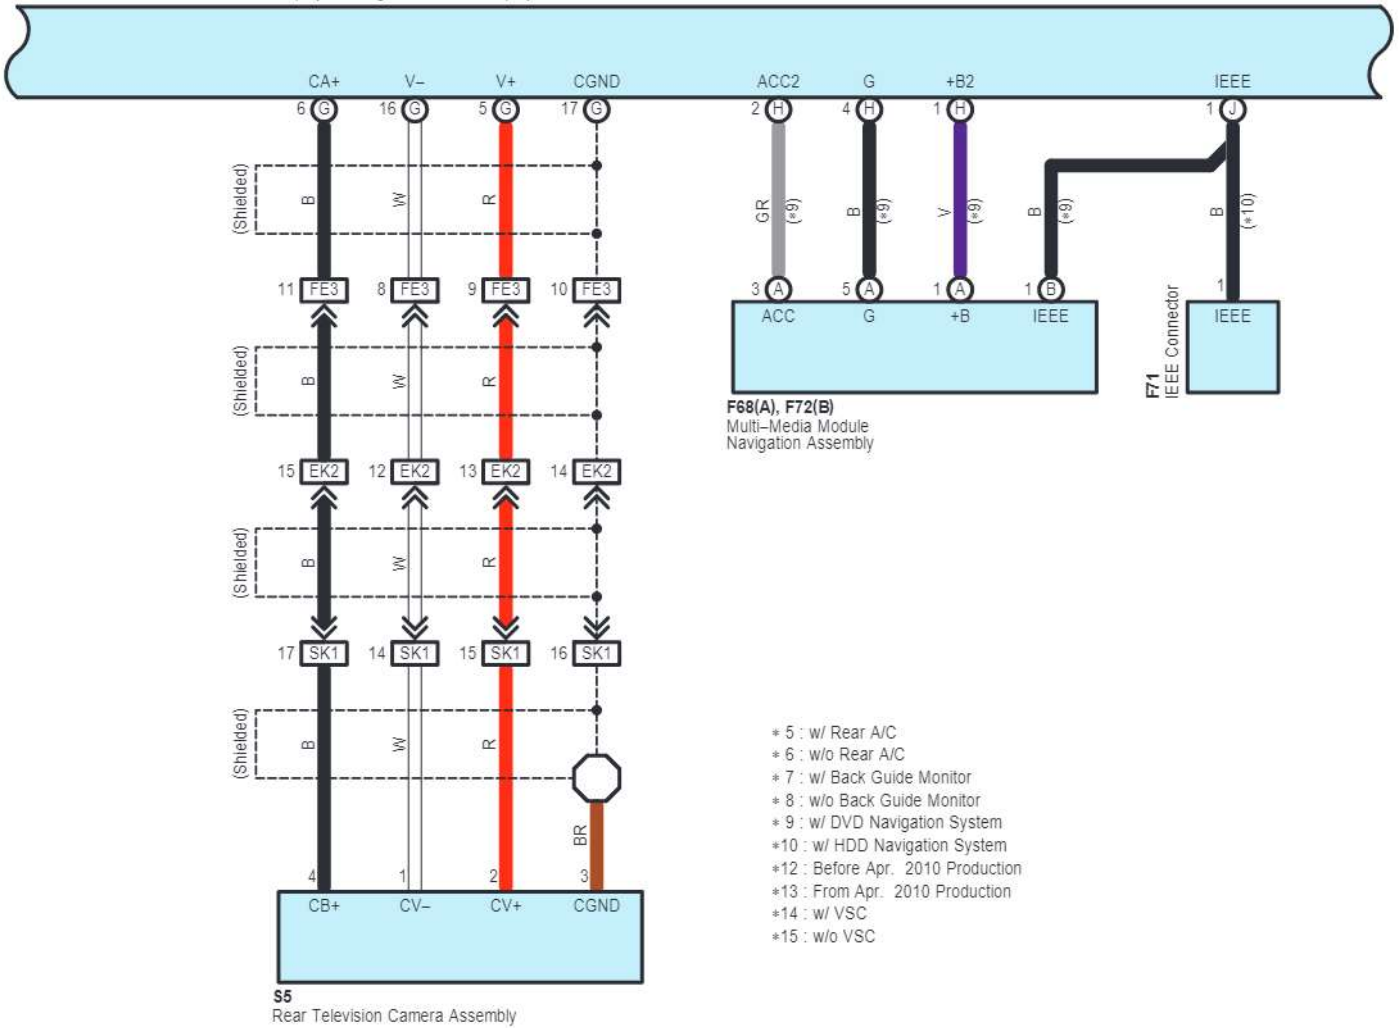 CA+ V– V+ CGND ACC2 G +B2 IEEE
6 G 16 G 5 G 17 G 2 H 4 H 1 H 1 J
(Shielded) B W R GR (∗9) B (∗9) V (∗9) B (∗9) B (∗10)
11 FE3 8 FE3 9 FE3 10 FE3 3 A 5 A 1 A 1 B 1
ACC G +B IEEE IEEE
(Shielded) B W R
F71
IEEE Connector
F68(A), F72(B)
Multi–Media Module
Navigation Assembly
15 EK2 12 EK2 13 EK2 14 EK2
(Shielded) B W R
17 SK1 14 SK1 15 SK1 16 SK1
(Shielded) B W R
BR
4 1 2 3
CB+ CV– CV+ CGND
S5
Rear Television Camera Assembly
∗ 5 : w/ Rear A/C
∗ 6 : w/o Rear A/C
∗ 7 : w/ Back Guide Monitor
∗ 8 : w/o Back Guide Monitor
∗ 9 : w/ DVD Navigation System
∗10 : w/ HDD Navigation System
∗12 : Before Apr. 2010 Production
∗13 : From Apr. 2010 Production
∗14 : w/ VSC
∗15 : w/o VSC